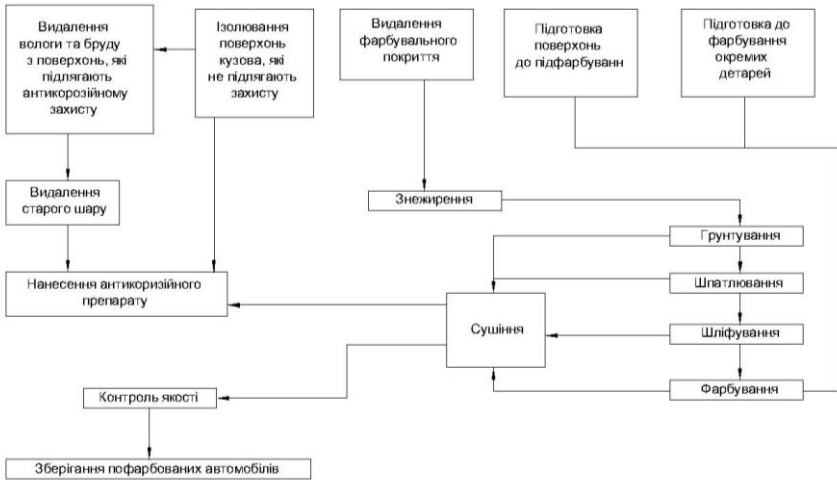 Видалення
вологи та бруду
з поверхонь, які
підлягають
антикорозійному
захисту
Ізолювання
поверхонь
кузова, які
не підлягають
захисту
Видалення
фарбувального
покриття
Підготовка
поверхонь
до підфарбуванн
Підготовка до
фарбування
окремих
детарей
Видалення
старого шару
Знежирення
Грунтування
Нанесення антикоризійного
препарату
Шпатлювання
Сушіння
Шліфування
Фарбування
Контроль якості
Зберігання пофарбованих автомобілів